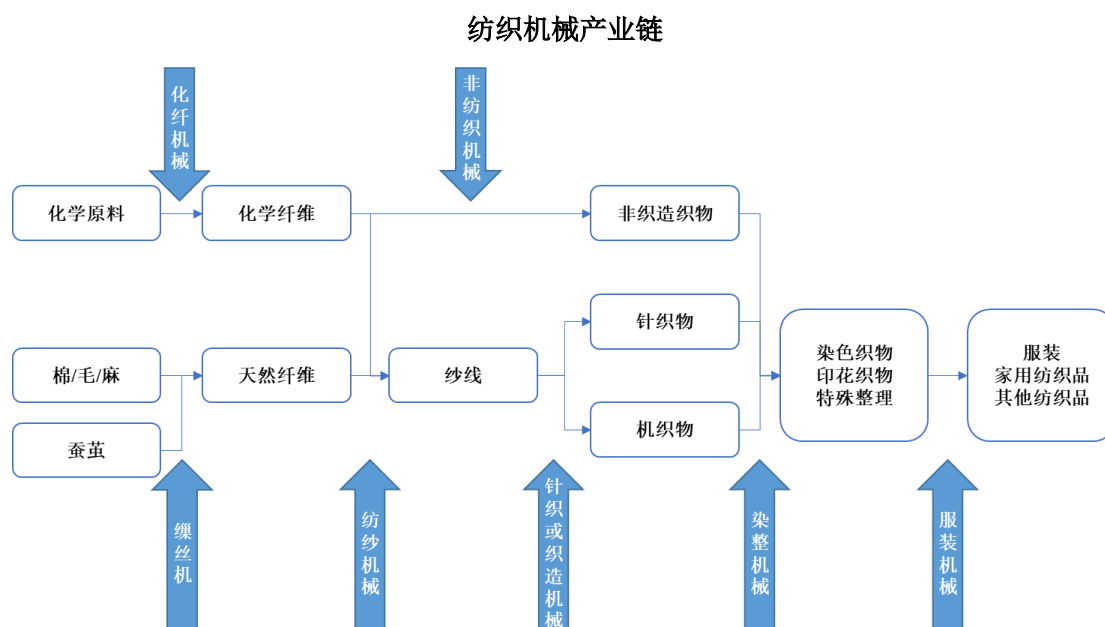 纺织机械产业链
化纤机械
非纺织机械
化学原料
化学纤维
非织造织物
针织物
棉/毛/麻
天然纤维
纱线
染色织物
印花织物
特殊整理
服装
家用纺织品
其他纺织品
机织物
蚕茧
缫丝机
纺纱机械
针织或织造机械
染整机械
服装机械